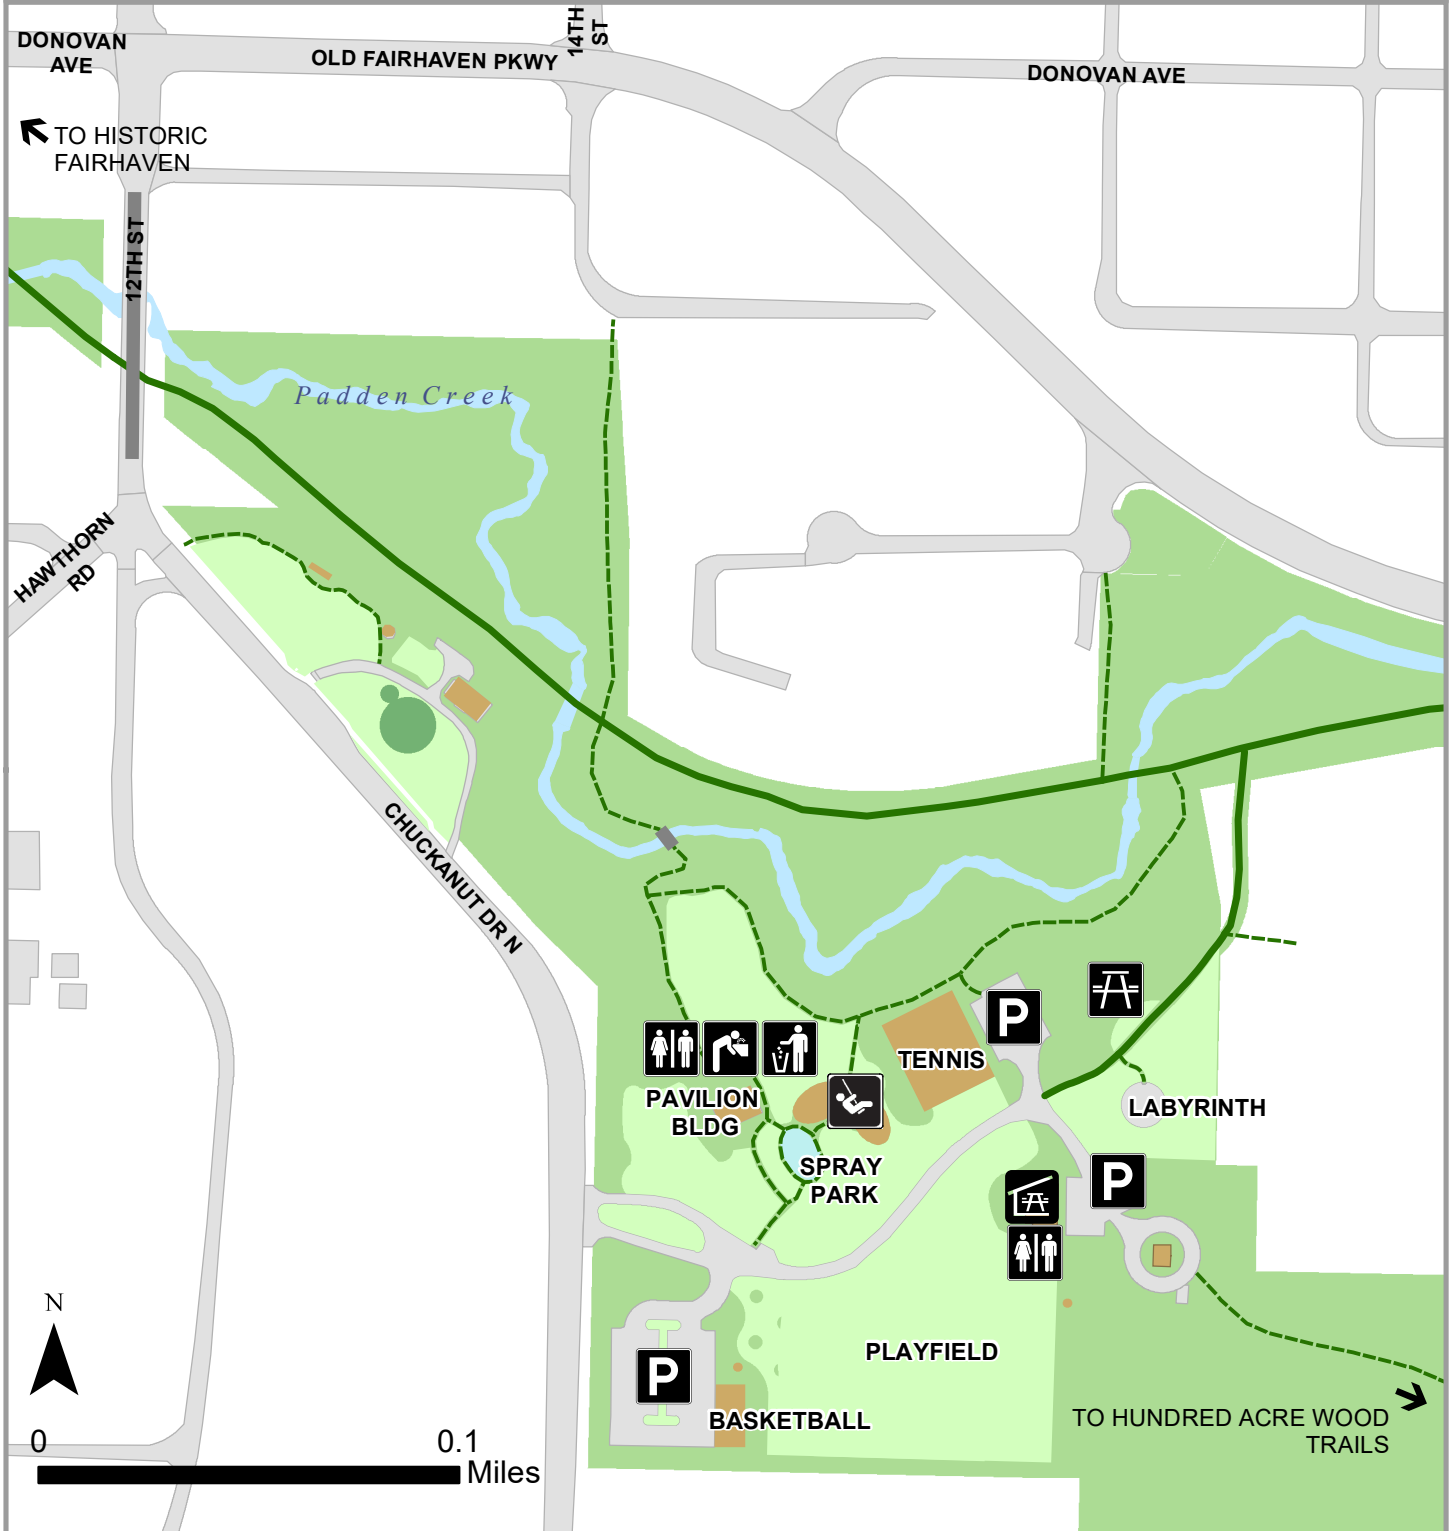 14TH
ST
DONOVAN
AVE
OLD FAIRHAVEN PKWY
DONOVAN AVE
TO HISTORIC
FAIRHAVEN
12TH ST
Padden Creek
HAWTHORN
RD
CHUCKANUT DR N
P
TENNIS
PAVILION
BLDG
LABYRINTH
SPRAY
PARK
P
N
PLAYFIELD
P
BASKETBALL
TO HUNDRED ACRE WOOD
TRAILS
0
0.1
Miles